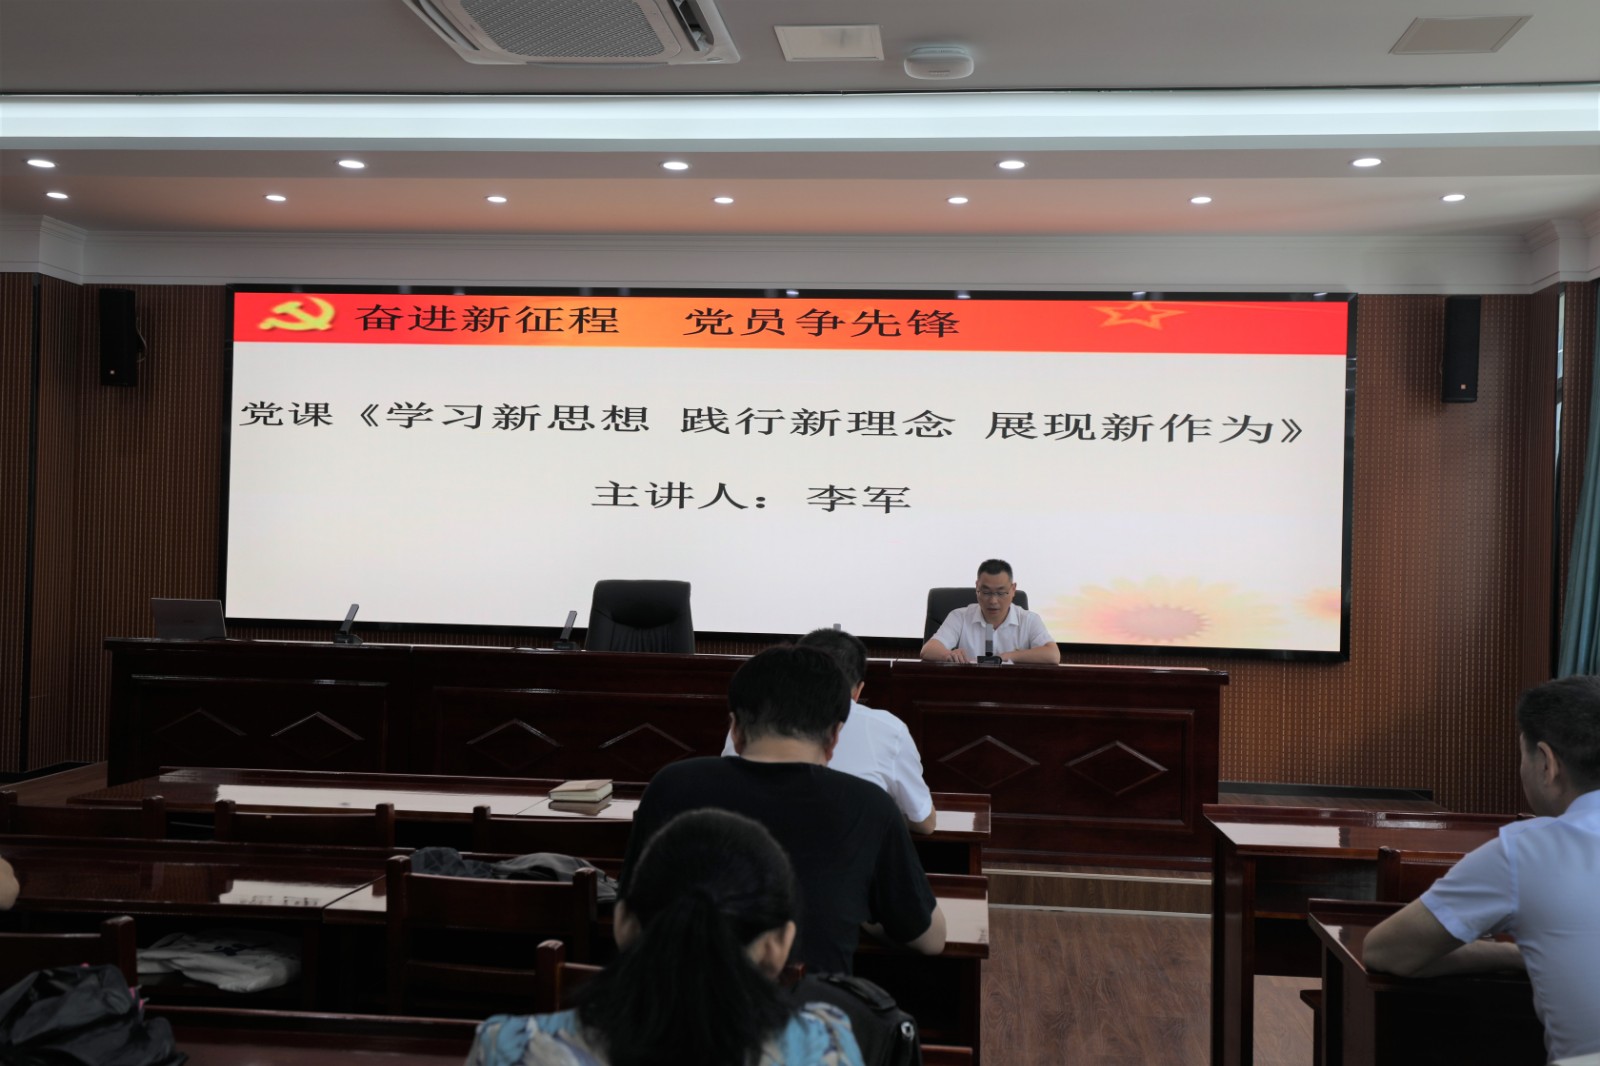 奋进新征程 党员争先锋
党课《学习新思想 践行新理念 展现新作为》
主讲人：李军